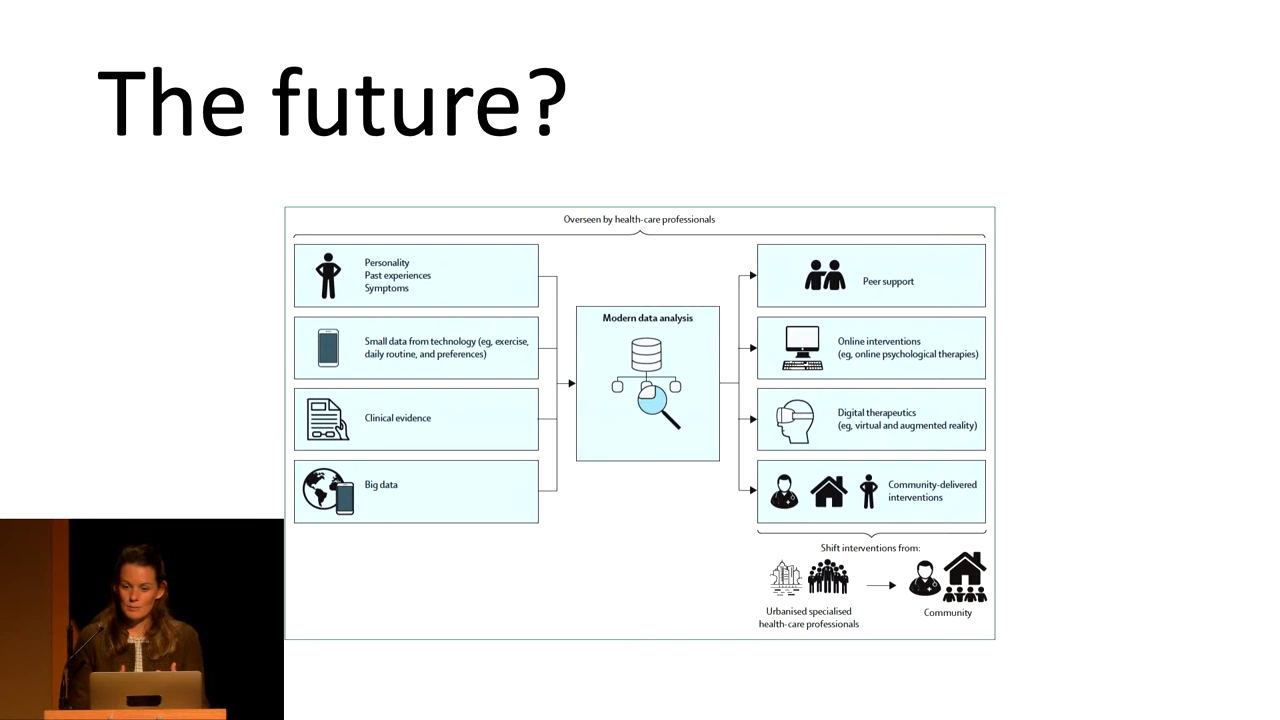 The future?
Overseen by health-care professionals
Personality
Past experiences
Symptoms
Small data from technology (eg, exercise,
daily routine, and preferences)
Clinical evidence
Big data
Modern data analysis
Peer support
Online interventions
(eg, online psychological therapies)
Digital therapeutics
(eg, virtual and augmented reality)
Community-delivered
interventions
Shift interventions from:
Urbanised specialised
health-care professionals
Community